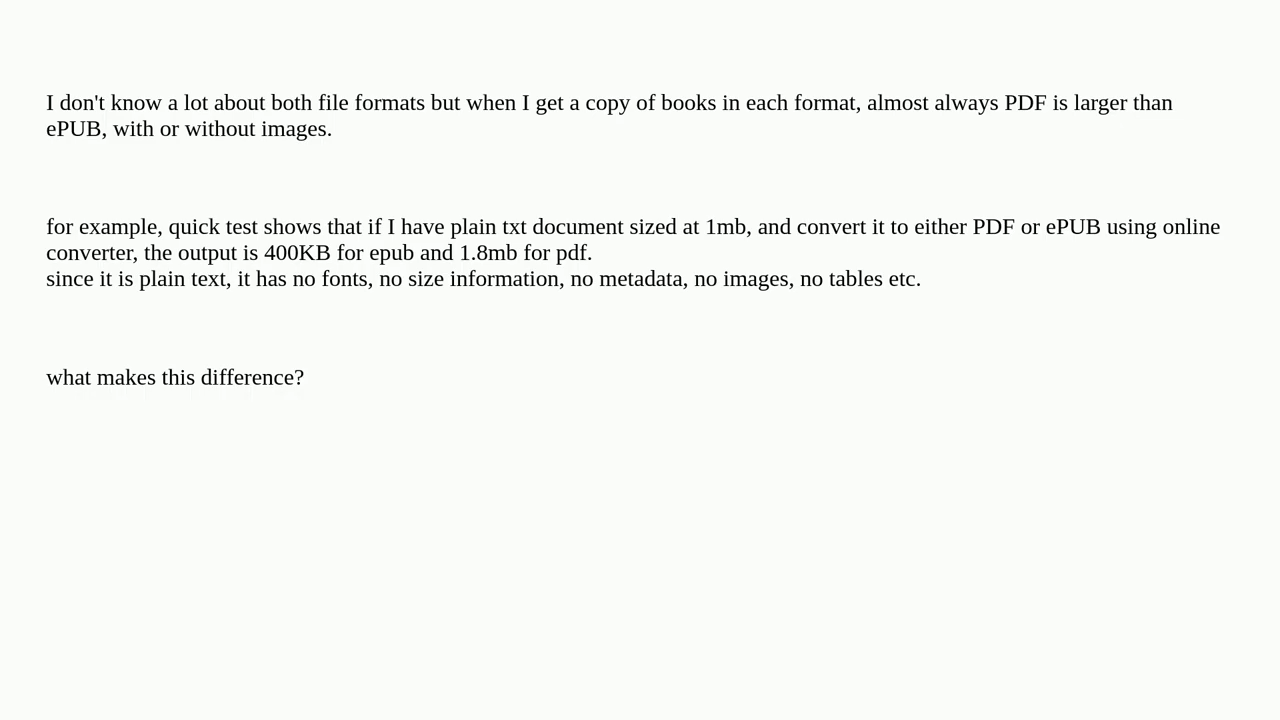 I don't know a lot about both file formats but when I get a copy of books in each format, almost always PDF is larger than
ePUB, with or without images.
for example, quick test shows that if I have plain txt document sized at 1mb, and convert it to either PDF or ePUB using online
converter, the output is 400KB for epub and 1.8mb for pdf.
since it is plain text, it has no fonts, no size information, no metadata, no images, no tables etc.
what makes this difference?